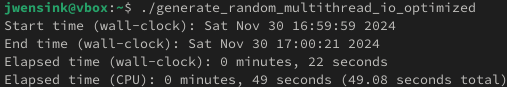 jwensink@vbox:~$ ./generate_random_multithread_io_optimized
Start time (wall-clock): Sat Nov 30 16:59:59 2024
End time (wall-clock): Sat Nov 30 17:00:21 2024
Elapsed time (wall-clock): 0 minutes, 22 seconds
Elapsed time (CPU): 0 minutes, 49 seconds (49.08 seconds total)